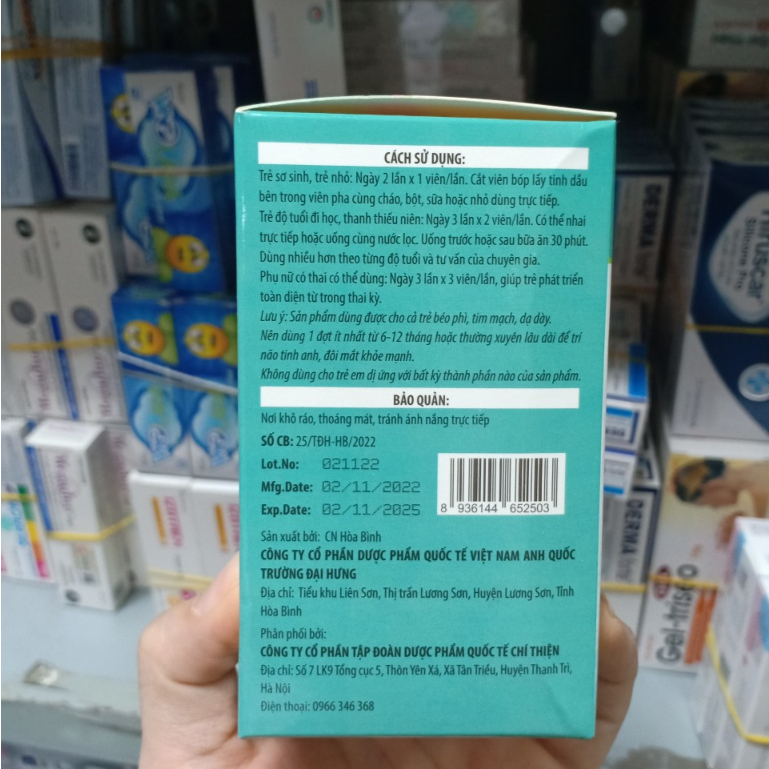 CÁCH SỬ DỤNG:
Trẻ sơ sinh, trẻ nhỏ: Ngày 2 lần x 1 viên/lần. Cắt viên bóp lấy tinh dầu
bên trong viên pha cùng cháo, bột, sữa hoặc nhỏ dùng trực tiếp.
Trẻ độ tuổi đi học, thanh thiếu niên: Ngày 3 lần x 2 viên/lần. Có thể nhai
trực tiếp hoặc uống cùng nước lọc. Uống trước hoặc sau bữa ăn 30 phút.
Dùng nhiều hơn theo từng độ tuổi và tư vấn của chuyên gia.
Phụ nữ có thai có thể dùng: Ngày 3 lần x 3 viên/lần, giúp trẻ phát triển
toàn diện từ trong thai kỳ.
Lưu ý: Sản phẩm dùng được cho cả trẻ béo phì, tim mạch, dạ dày.
Nên dùng 1 đợt ít nhất từ 6-12 tháng hoặc thường xuyên lâu dài để trí
não tinh anh, đôi mắt khỏe mạnh.
Không dùng cho trẻ em dị ứng với bất kỳ thành phần nào của sản phẩm.
BẢO QUẢN:
Nơi khô ráo, thoáng mát, tránh ánh nắng trực tiếp
SỐ CB: 25/TĐH-HB/2022
Lot.No: 021122
Mfg.Date: 02/11/2022
Exp.Date: 02/11/2025
8 936144 652503
Sản xuất bởi: CN Hòa Bình
CÔNG TY CỔ PHẦN DƯỢC PHẨM QUỐC TẾ VIỆT NAM ANH QUỐC
TRƯỜNG ĐẠI HƯNG
Địa chỉ: Tiểu khu Liên Sơn, Thị trấn Lương Sơn, Huyện Lương Sơn, Tỉnh
Hòa Bình
Phân phối bởi:
CÔNG TY CỔ PHẦN TẬP ĐOÀN DƯỢC PHẨM QUỐC TẾ CHÍ THIỆN
Địa chỉ: Số 7 LK9 Tổng cục 5, Thôn Yên Xá, Xã Tân Triều, Huyện Thanh Trì,
Hà Nội
Điện thoại: 0966 346 368
DERMA
DERMA
Gel-trise-O